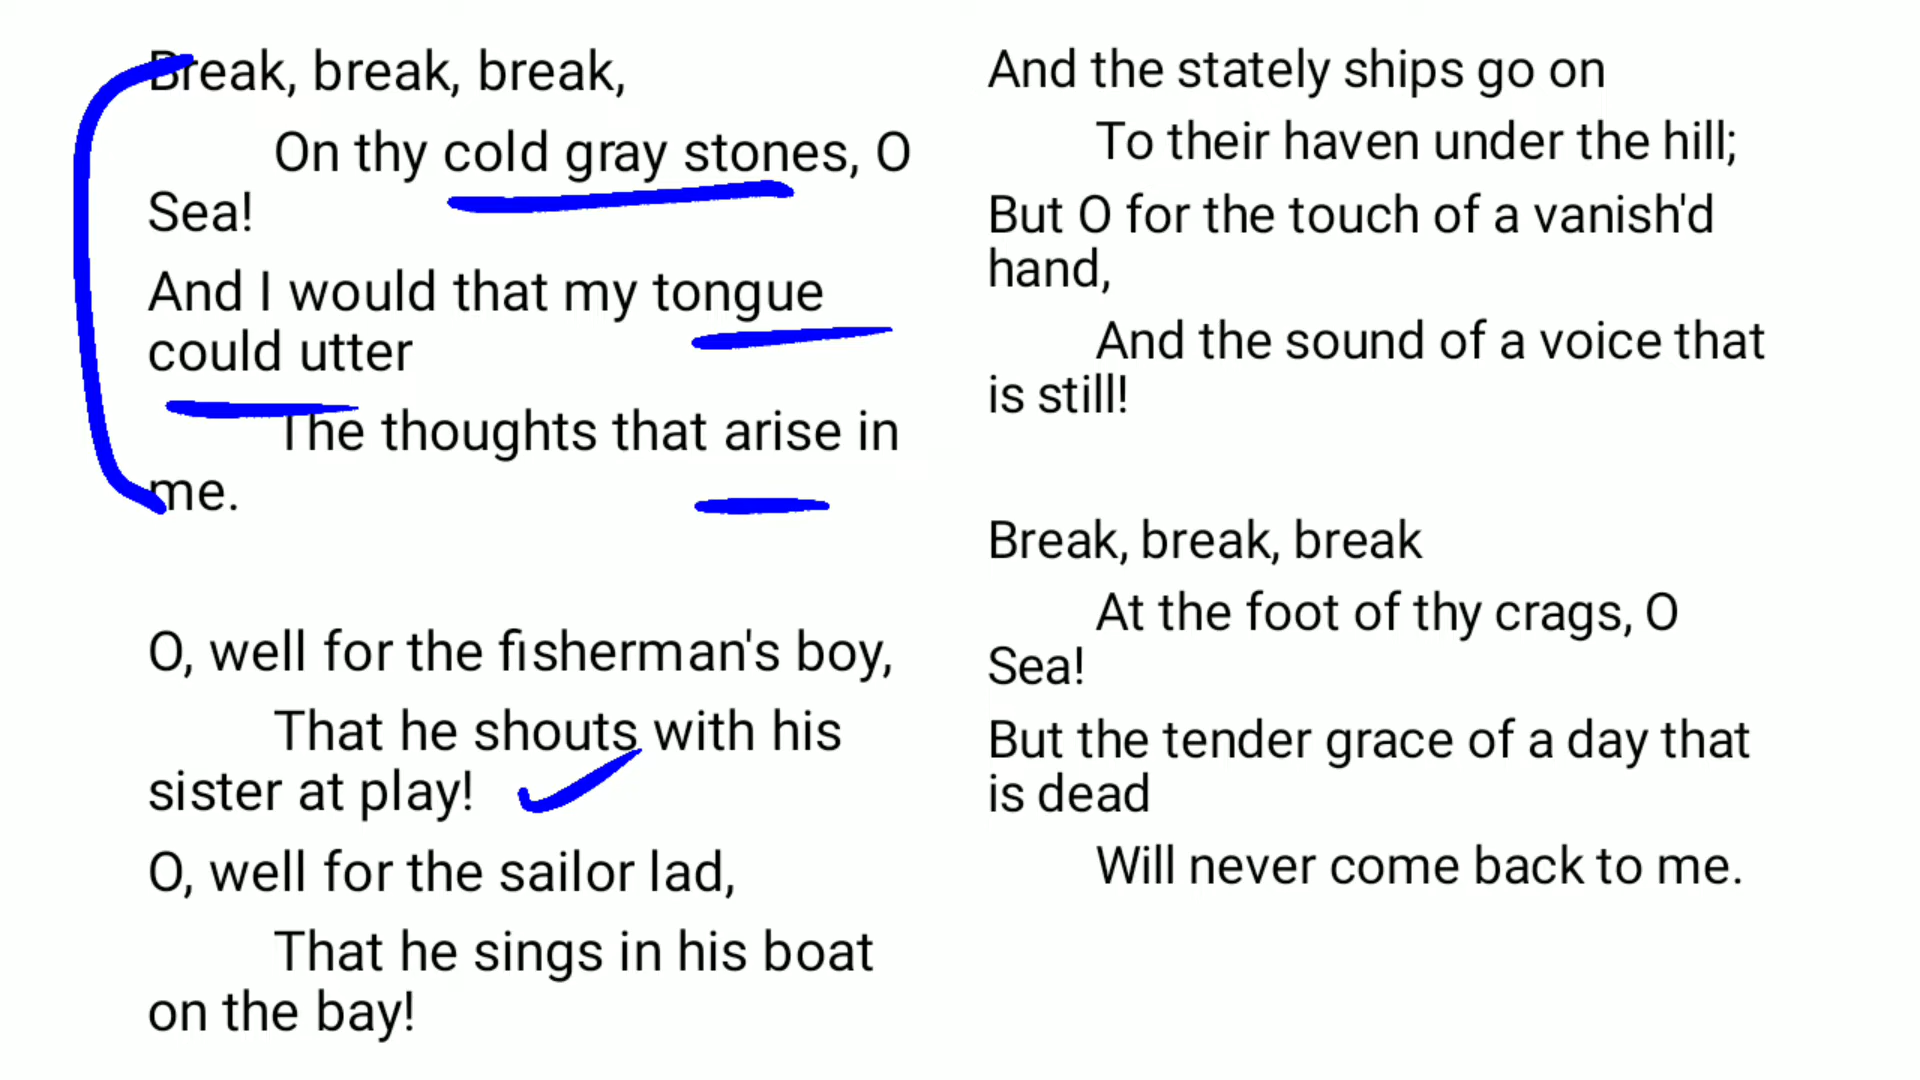 Break, break, break,
On thy cold gray stones, O
Sea!
And I would that my tongue
could utter
The thoughts that arise in
me.
O, well for the fisherman's boy,
That he shouts with his
sister at play!
O, well for the sailor lad,
That he sings in his boat
on the bay!
And the stately ships go on
To their haven under the hill;
But O for the touch of a vanish'd
hand,
And the sound of a voice that
is still!
Break, break, break
At the foot of thy crags, O
Sea!
But the tender grace of a day that
is dead
Will never come back to me.